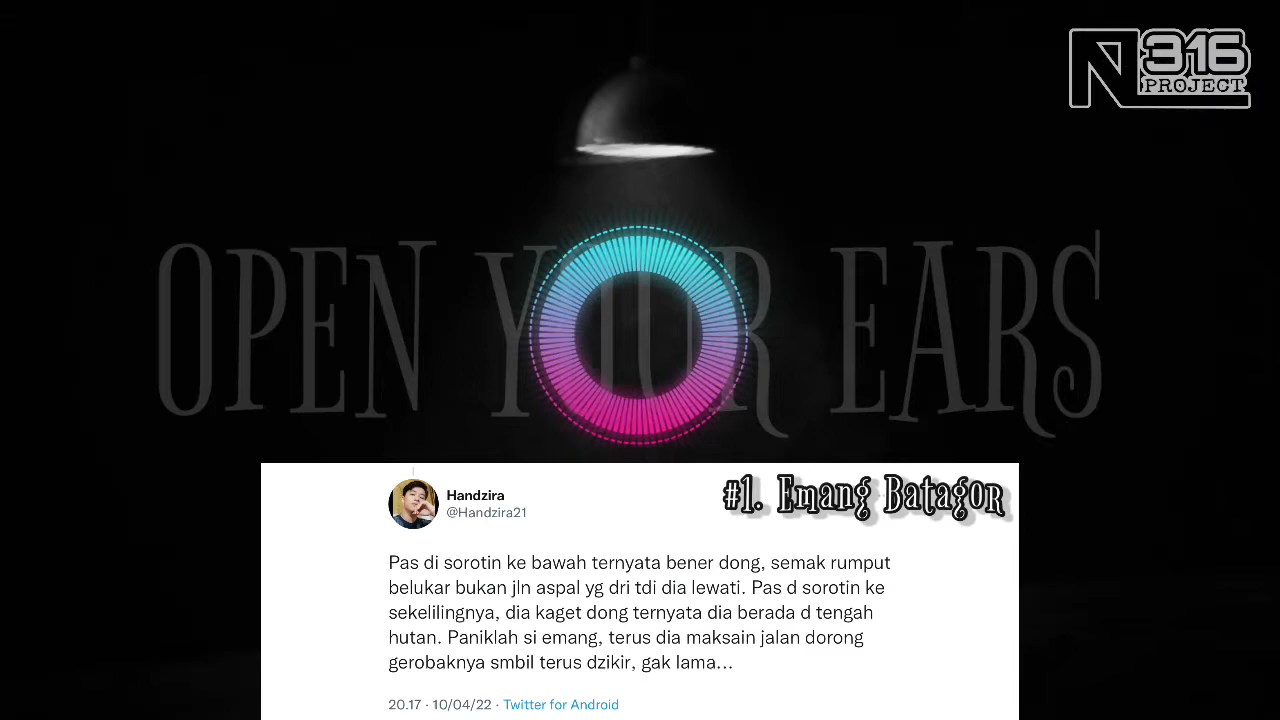 N316
PROJECT
OPEN YOUR EARS
Handzira
@Handzira21
#1. Emang Batagor
Pas di sorotin ke bawah ternyata bener dong, semak rumput
belukar bukan jln aspal yg dri tdi dia lewati. Pas d sorotin ke
sekelilingnya, dia kaget dong ternyata dia berada d tengah
hutan. Paniklah si emang, terus dia maksain jalan dorong
gerobaknya smbil terus dzikir, gak lama...
20.17 · 10/04/22 · Twitter for Android